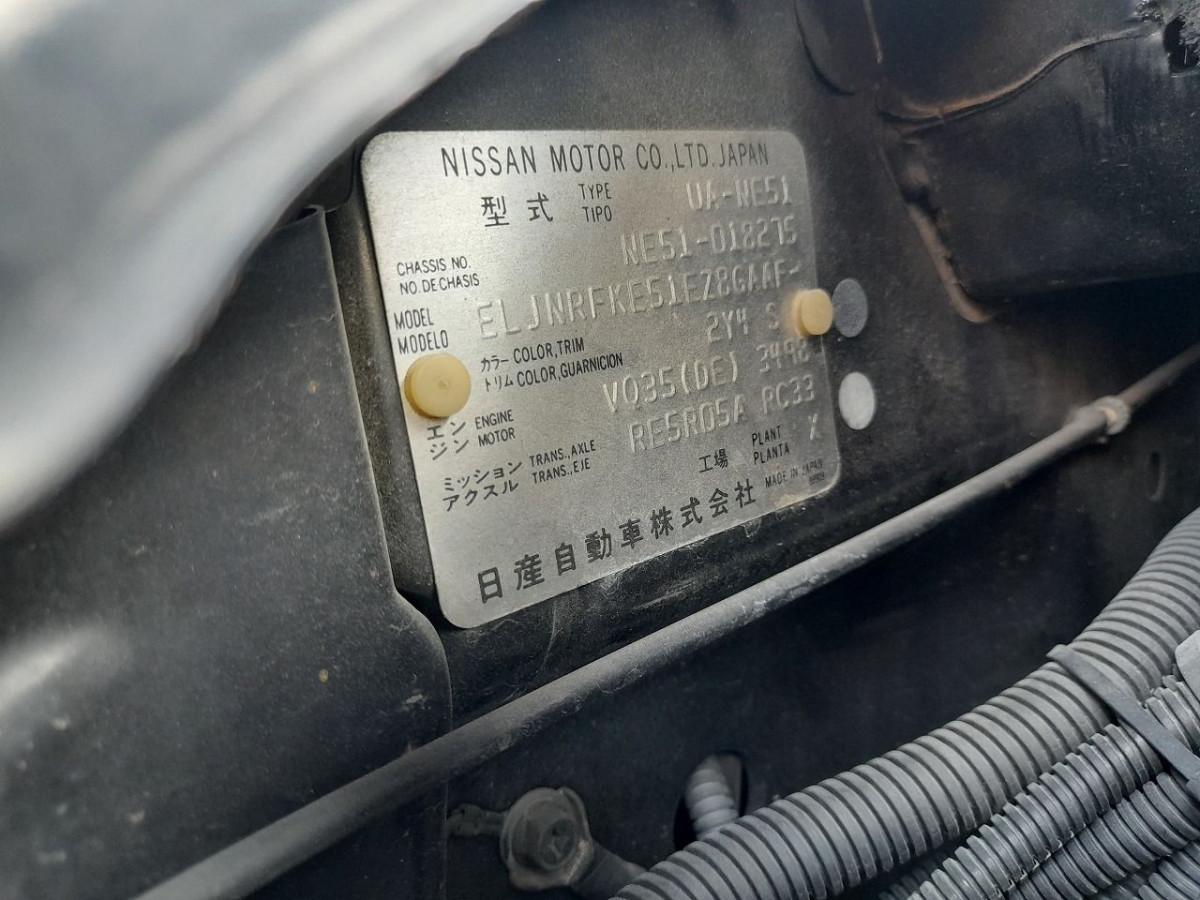 NISSAN MOTOR CO.,LTD.JAPAN
型式 TYPE TIPO UA-NE51
CHASSIS NO. NO.DE CHASIS NE51-018275
MODEL MODELO ELJNRFKE51EZ8GAAF-
カラー COLOR,TRIM トリム COLOR,GUARNICION 2Y4 S
エンジン ENGINE MOTOR VQ35(DE) 3498
ミッション アクスル TRANS.,AXLE TRANS.,EJE RE5R05A RC33
工場 PLANT PLANTA X
MADE IN JAPAN
日産自動車株式会社